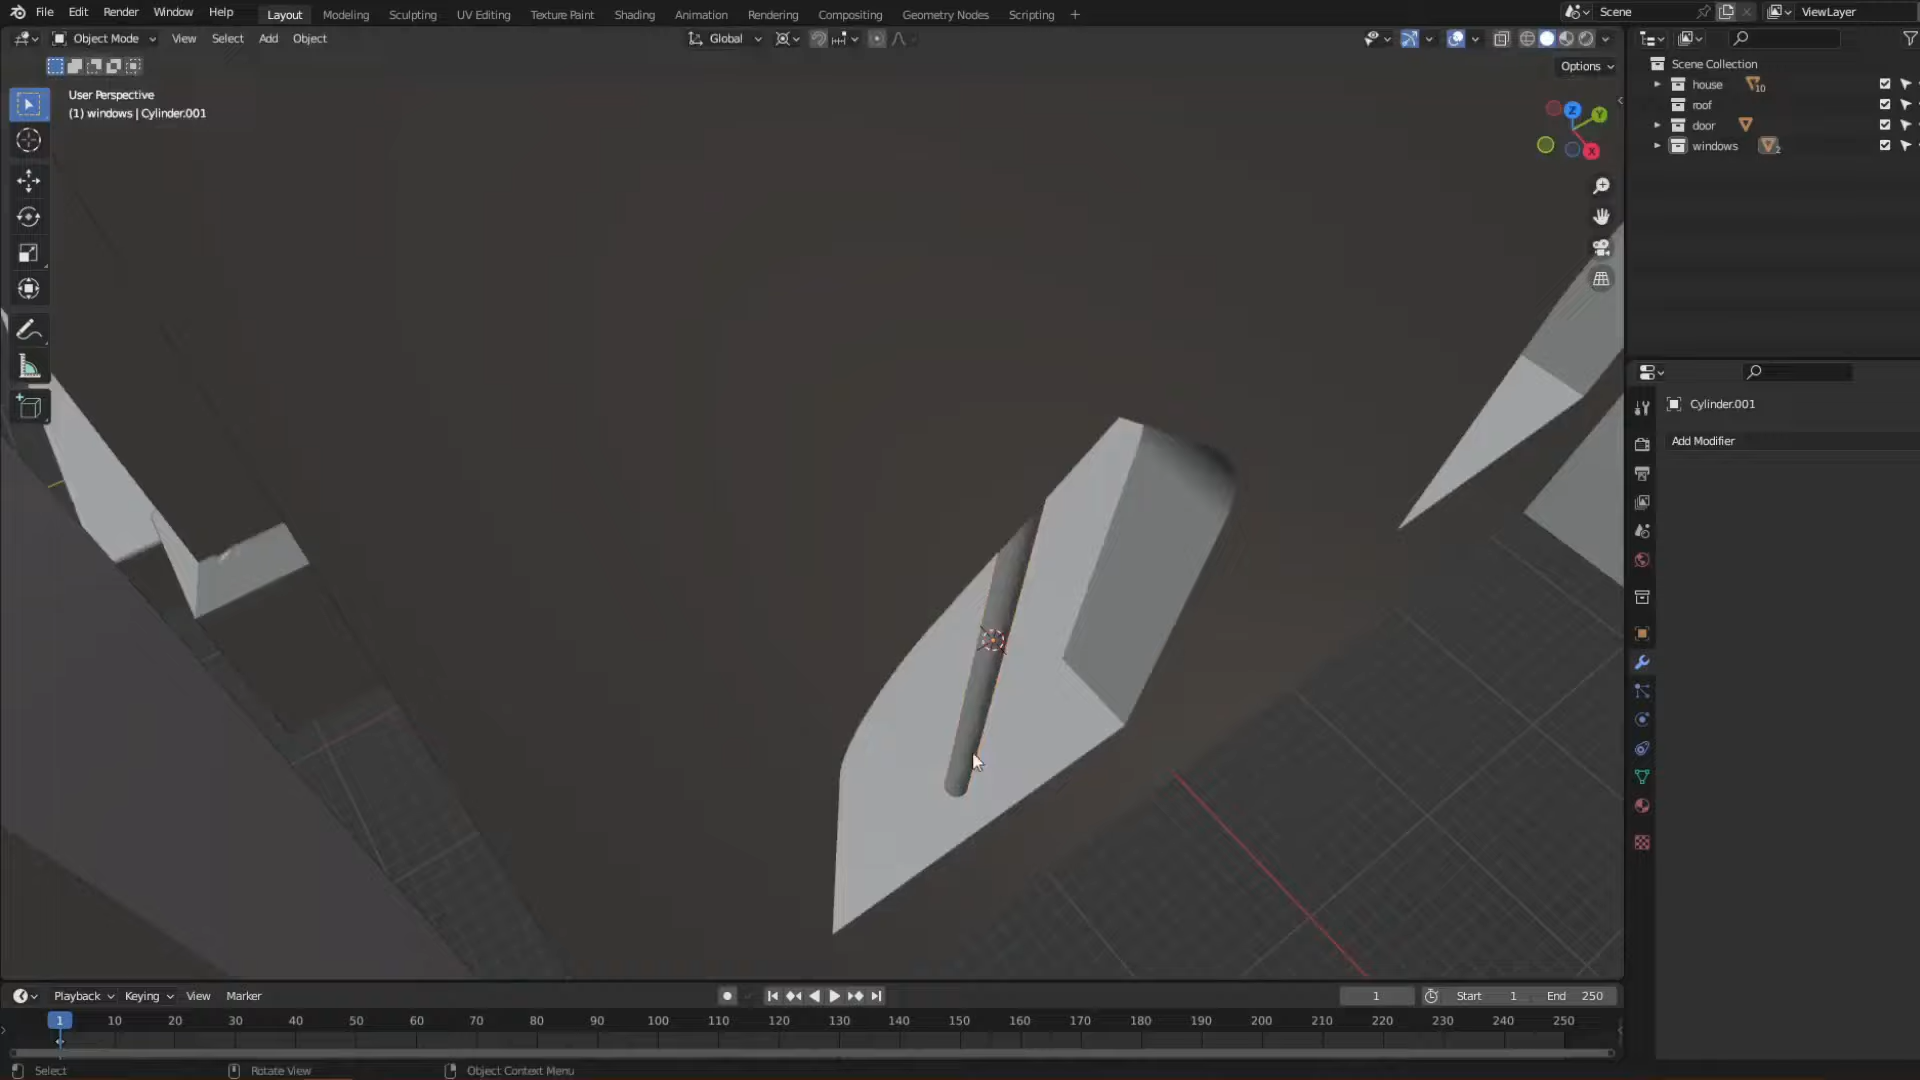 File Edit Render Window Help Layout Modeling Sculpting UV Editing Texture Paint Shading Animation Rendering Compositing Geometry Nodes Scripting + Scene ViewLayer
Object Mode View Select Add Object Global
Options
User Perspective
(1) windows | Cylinder.001
Z
Y
X
Scene Collection
house 10
roof
door
windows 2
Cylinder.001
Add Modifier
Playback Keying View Marker 1 Start 1 End 250
1 10 20 30 40 50 60 70 80 90 100 110 120 130 140 150 160 170 180 190 200 210 220 230 240 250
Select Rotate View Object Context Menu